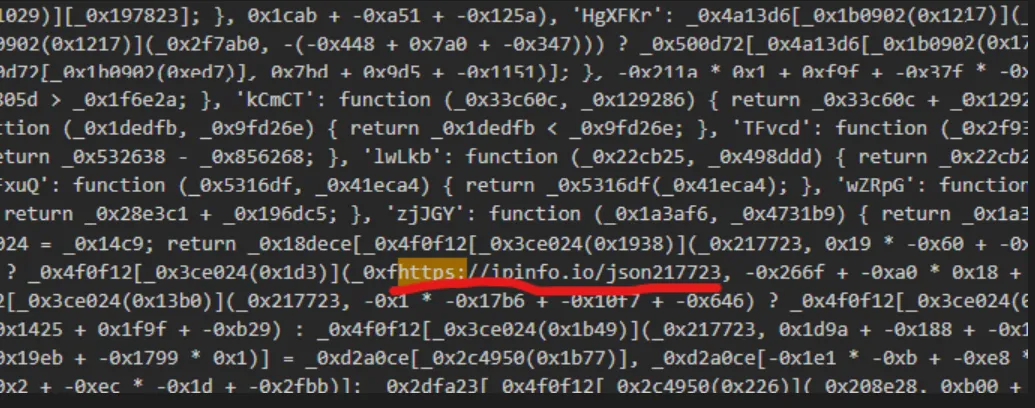 1029)][_0x197823]; }, 0x1cab + -0xa51 + -0x125a), 'HgXFKr': _0x4a13d6[_0x1b0902(0x1217)](_
0902(0x1217)](_0x2f7ab0, -(-0x448 + 0x7a0 + -0x347))) ? _0x500d72[_0x4a13d6[_0x1b0902(0x17
0d72[_0x1b0902(0xed7)], 0x7bd + 0x9d5 + -0x1151)]; }, -0x211a * 0x1 + 0xf9f + -0x37f * -0x
805d > _0x1f6e2a; }, 'kCmCT': function (_0x33c60c, _0x129286) { return _0x33c60c + _0x1292
ction (_0x1dedfb, _0x9fd26e) { return _0x1dedfb < _0x9fd26e; }, 'TFvcd': function (_0x2f93
eturn _0x532638 - _0x856268; }, 'lwLkb': function (_0x22cb25, _0x498ddd) { return _0x22cb2
FxuQ': function (_0x5316df, _0x41eca4) { return _0x5316df(_0x41eca4); }, 'wZRpG': function
return _0x28e3c1 + _0x196dc5; }, 'zjJGY': function (_0x1a3af6, _0x4731b9) { return _0x1a3
024 = _0x14c9; return _0x18dece[_0x4f0f12[_0x3ce024(0x1938)](_0x217723, 0x19 * -0x60 + -0x
? _0x4f0f12[_0x3ce024(0x1d3)](_0xfhttps://ipinfo.io/json217723, -0x266f + -0xa0 * 0x18 +
2[_0x3ce024(0x13b0)](_0x217723, -0x1 * -0x17b6 + -0x10f7 + -0x646) ? _0x4f0f12[_0x3ce024(0
0x1425 + 0x1f9f + -0xb29) : _0x4f0f12[_0x3ce024(0x1b49)](_0x217723, 0x1d9a + -0x188 + -0x1
0x19eb + -0x1799 * 0x1)] = _0xd2a0ce[_0x2c4950(0x1b77)], _0xd2a0ce[-0x1e1 * -0xb + -0xe8 *
0x2 + -0xec * -0x1d + -0x2fbb)]; _0x2dfa23[_0x4f0f12[_0x2c4950(0x226)](_0x208e28, 0xb00 +